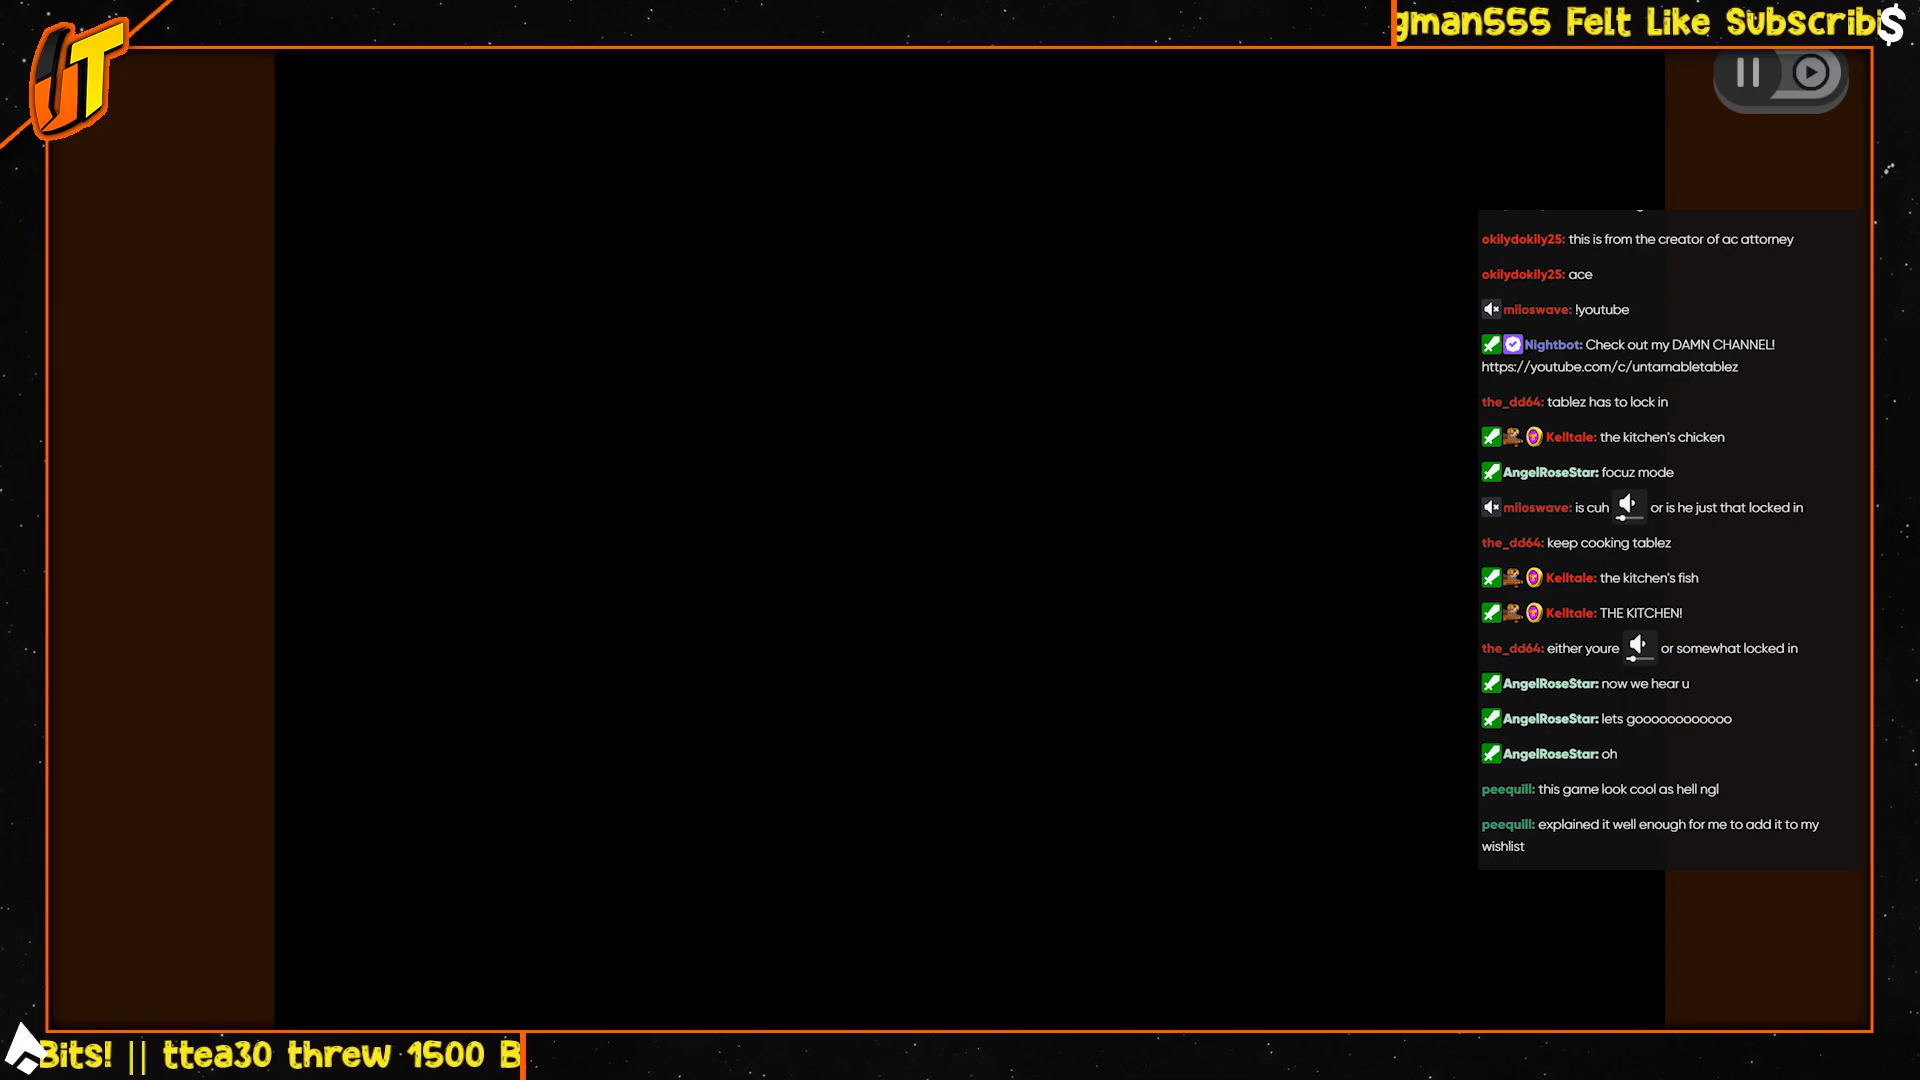 UT
gman555 Felt Like Subscrib
$
okilydokily25: this is from the creator of ac attorney
okilydokily25: ace
miloswave: !youtube
Nightbot: Check out my DAMN CHANNEL!
https://youtube.com/c/untamabletablez
the_dd64: tablez has to lock in
Kelltale: the kitchen's chicken
AngelRoseStar: focuz mode
miloswave: is cuh or is he just that locked in
the_dd64: keep cooking tablez
Kelltale: the kitchen's fish
Kelltale: THE KITCHEN!
the_dd64: either youre or somewhat locked in
AngelRoseStar: now we hear u
AngelRoseStar: lets goooooooooooo
AngelRoseStar: oh
peequill: this game look cool as hell ngl
peequill: explained it well enough for me to add it to my
wishlist
Bits! || ttea30 threw 1500 B